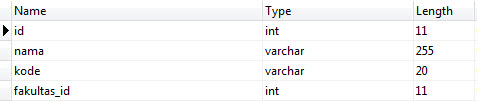 Name Type Length
id int 11
nama varchar 255
kode varchar 20
fakultas_id int 11